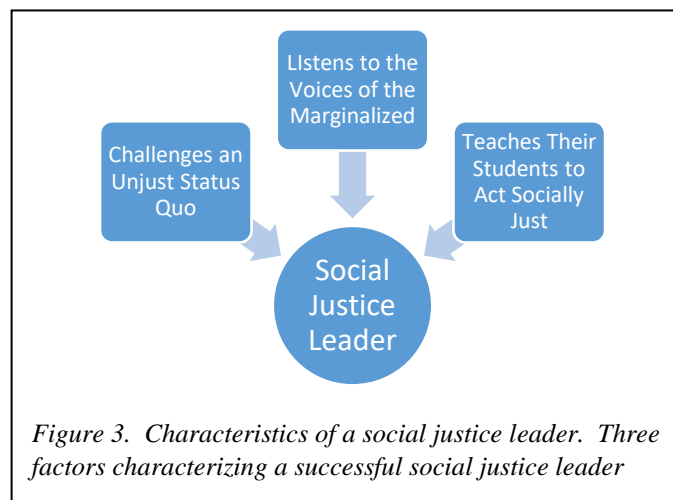 LIstens to the
Voices of the
Marginalized
Challenges an
Unjust Status
Quo
Teaches Their
Students to
Act Socially
Just
Social
Justice
Leader
Figure 3.  Characteristics of a social justice leader.  Three
factors characterizing a successful social justice leader